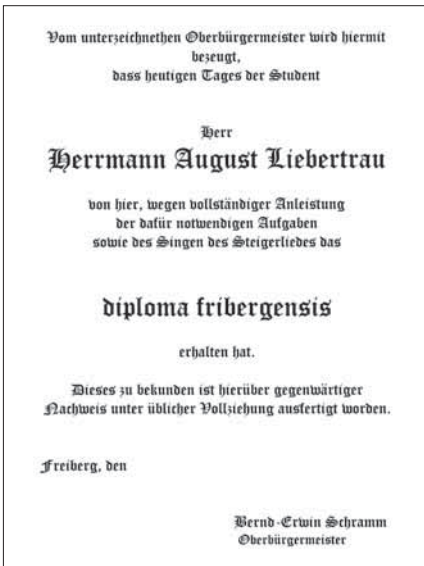 Vom unterzeichnethen Oberbürgermeister wird hiermit
bezeugt,
dass heutigen Tages der Student
Herr
Herrmann August Liebertrau
von hier, wegen vollständiger Anleistung
der dafür notwendigen Aufgaben
sowie des Singen des Steigerliedes das
diploma fribergensis
erhalten hat.
Dieses zu bekunden ist hierüber gegenwärtiger
Nachweis unter üblicher Vollziehung ausfertigt worden.
Freiberg, den
Bernd-Erwin Schramm
Oberbürgermeister